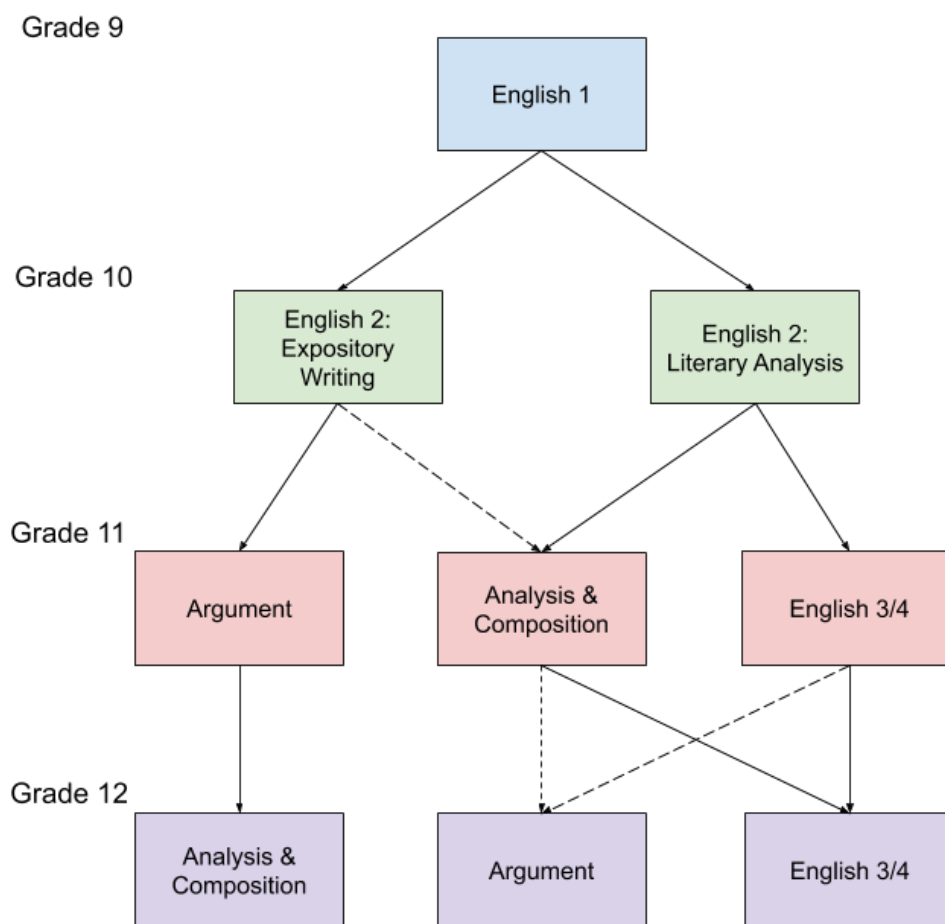 Grade 9
English 1
Grade 10
English 2:
Expository
Writing
English 2:
Literary Analysis
Grade 11
Argument
Analysis &
Composition
English 3/4
Grade 12
Analysis &
Composition
Argument
English 3/4